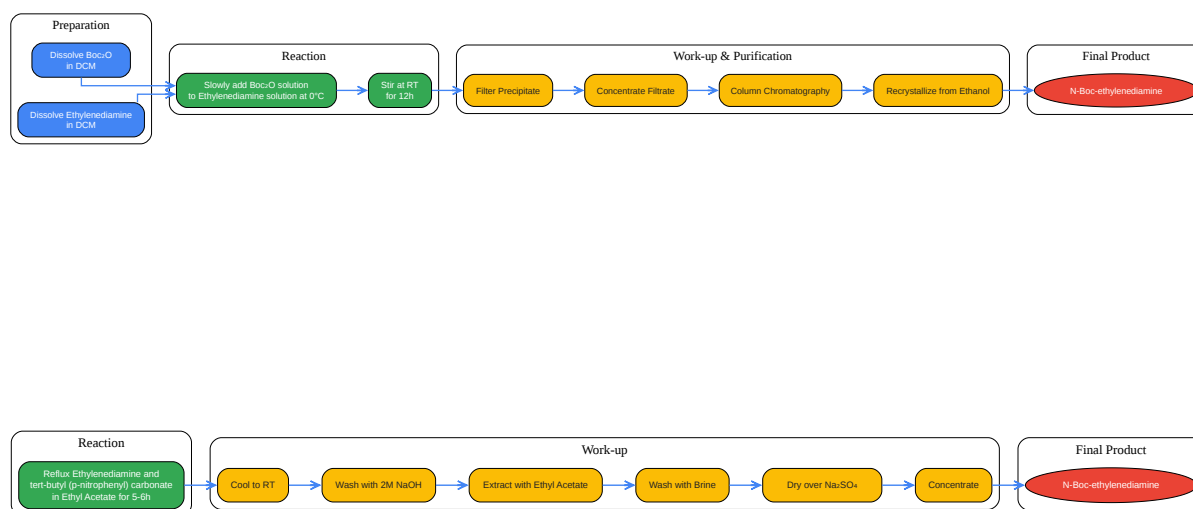 Preparation
Dissolve Boc₂O
in DCM
Dissolve Ethylenediamine
in DCM
Reaction
Slowly add Boc₂O solution
to Ethylenediamine solution at 0°C
Stir at RT
for 12h
Work-up & Purification
Filter Precipitate
Concentrate Filtrate
Column Chromatography
Recrystallize from Ethanol
Final Product
N-Boc-ethylenediamine
Reaction
Reflux Ethylenediamine and
tert-butyl (p-nitrophenyl) carbonate
in Ethyl Acetate for 5-6h
Work-up
Cool to RT
Wash with 2M NaOH
Extract with Ethyl Acetate
Wash with Brine
Dry over Na₂SO₄
Concentrate
Final Product
N-Boc-ethylenediamine